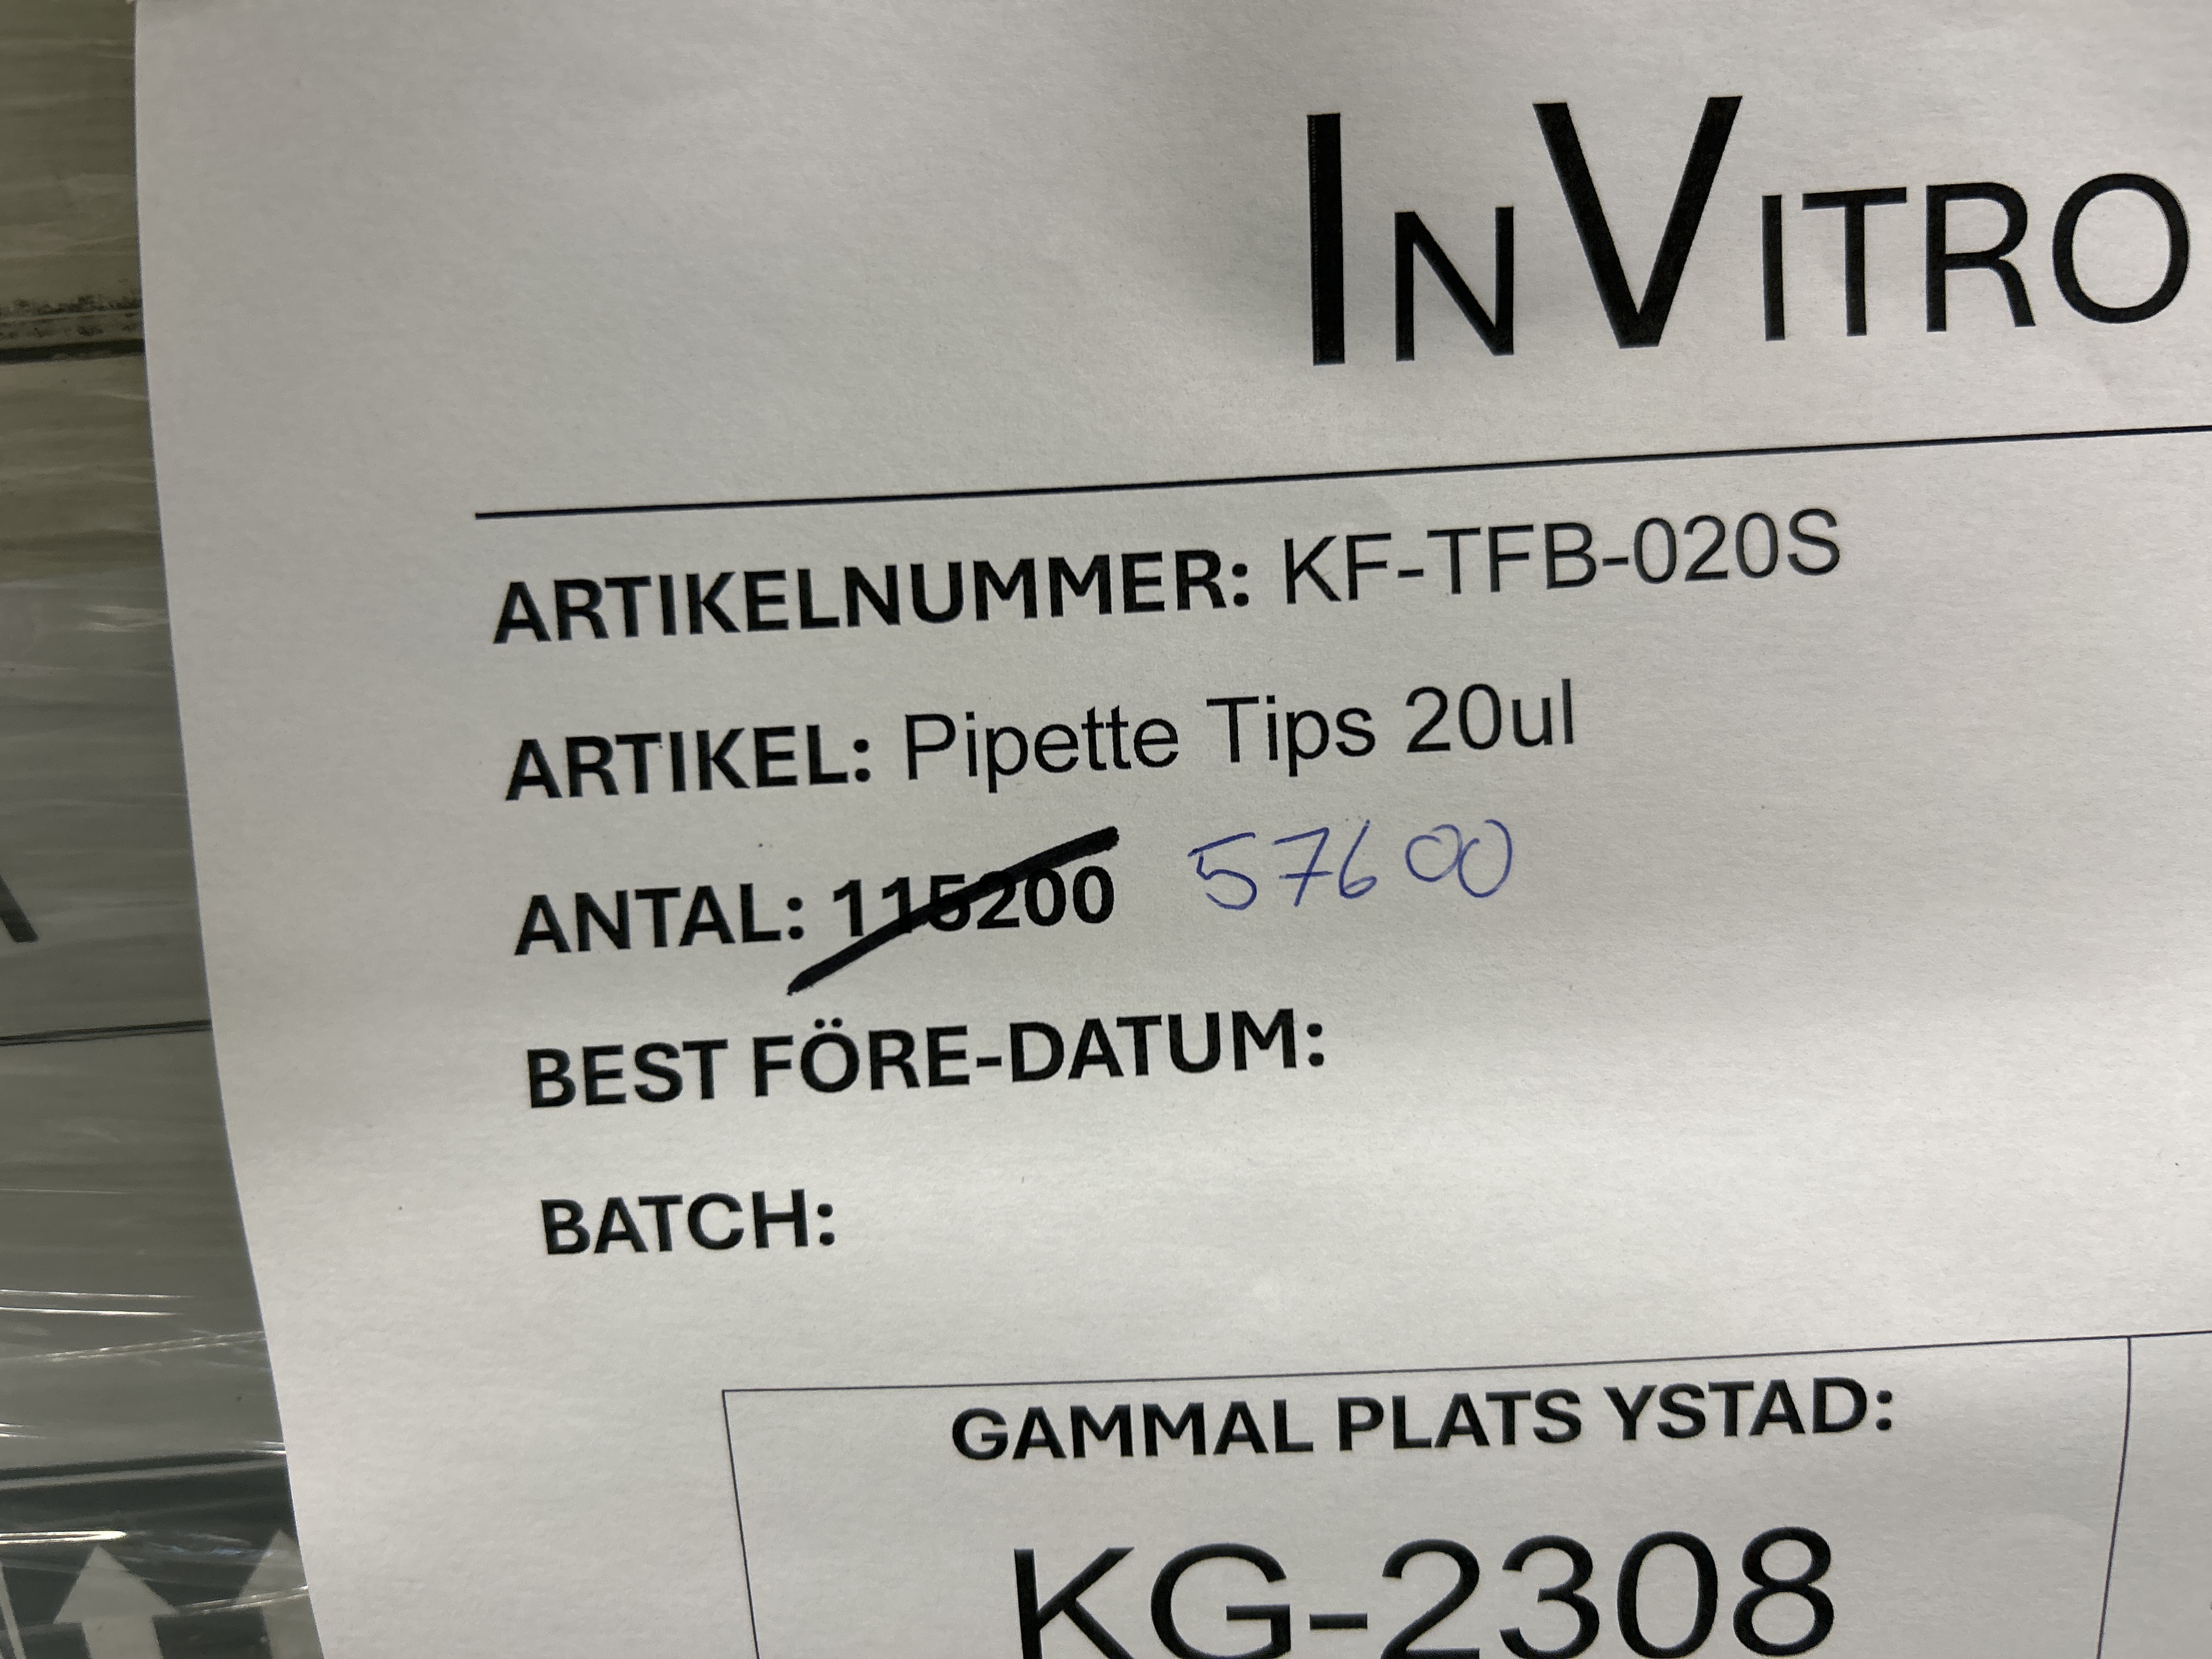 INVITRO
ARTIKELNUMMER: KF-TFB-020S
ARTIKEL: Pipette Tips 20ul
ANTAL: 115200 57600
BEST FÖRE-DATUM:
BATCH:
GAMMAL PLATS YSTAD:
KG-2308